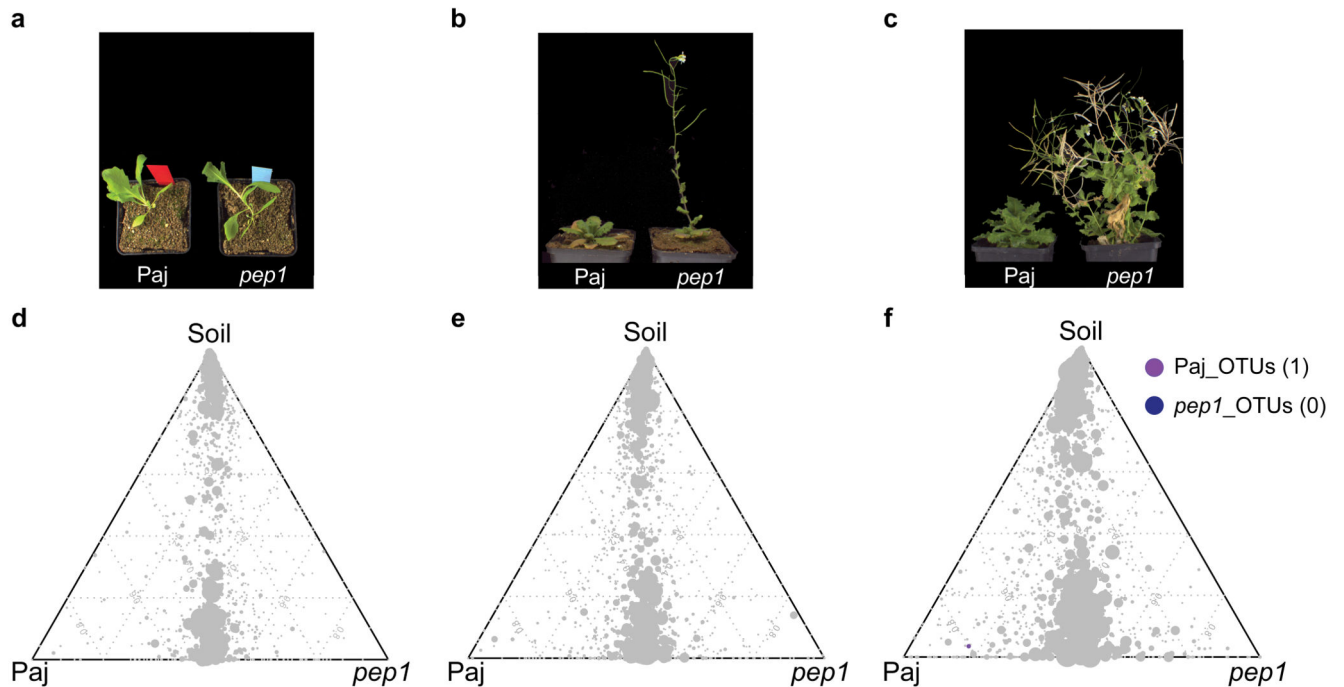 a
b
c
Paj pep1
Paj pep1
Paj pep1
d
e
f
Soil
Soil
Soil
Paj_OTUs (1)
pep1_OTUs (0)
Paj pep1
Paj pep1
Paj pep1